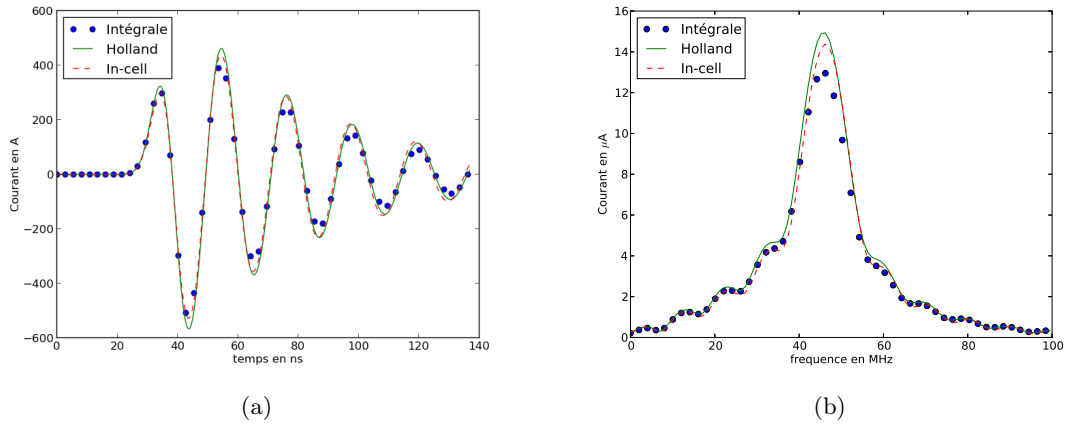 600
400
200
0
−200
−400
−600
Courant en A
Intégrale
Holland
In-cell
0 20 40 60 80 100 120 140
temps en ns
(a)
16
14
12
10
8
6
4
2
0
Courant en μA
Intégrale
Holland
In-cell
0 20 40 60 80 100
frequence en MHz
(b)